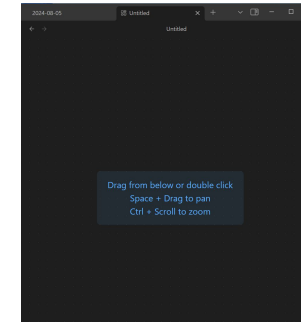 2024-08-05
Untitled
Untitled
Drag from below or double click
Space + Drag to pan
Ctrl + Scroll to zoom